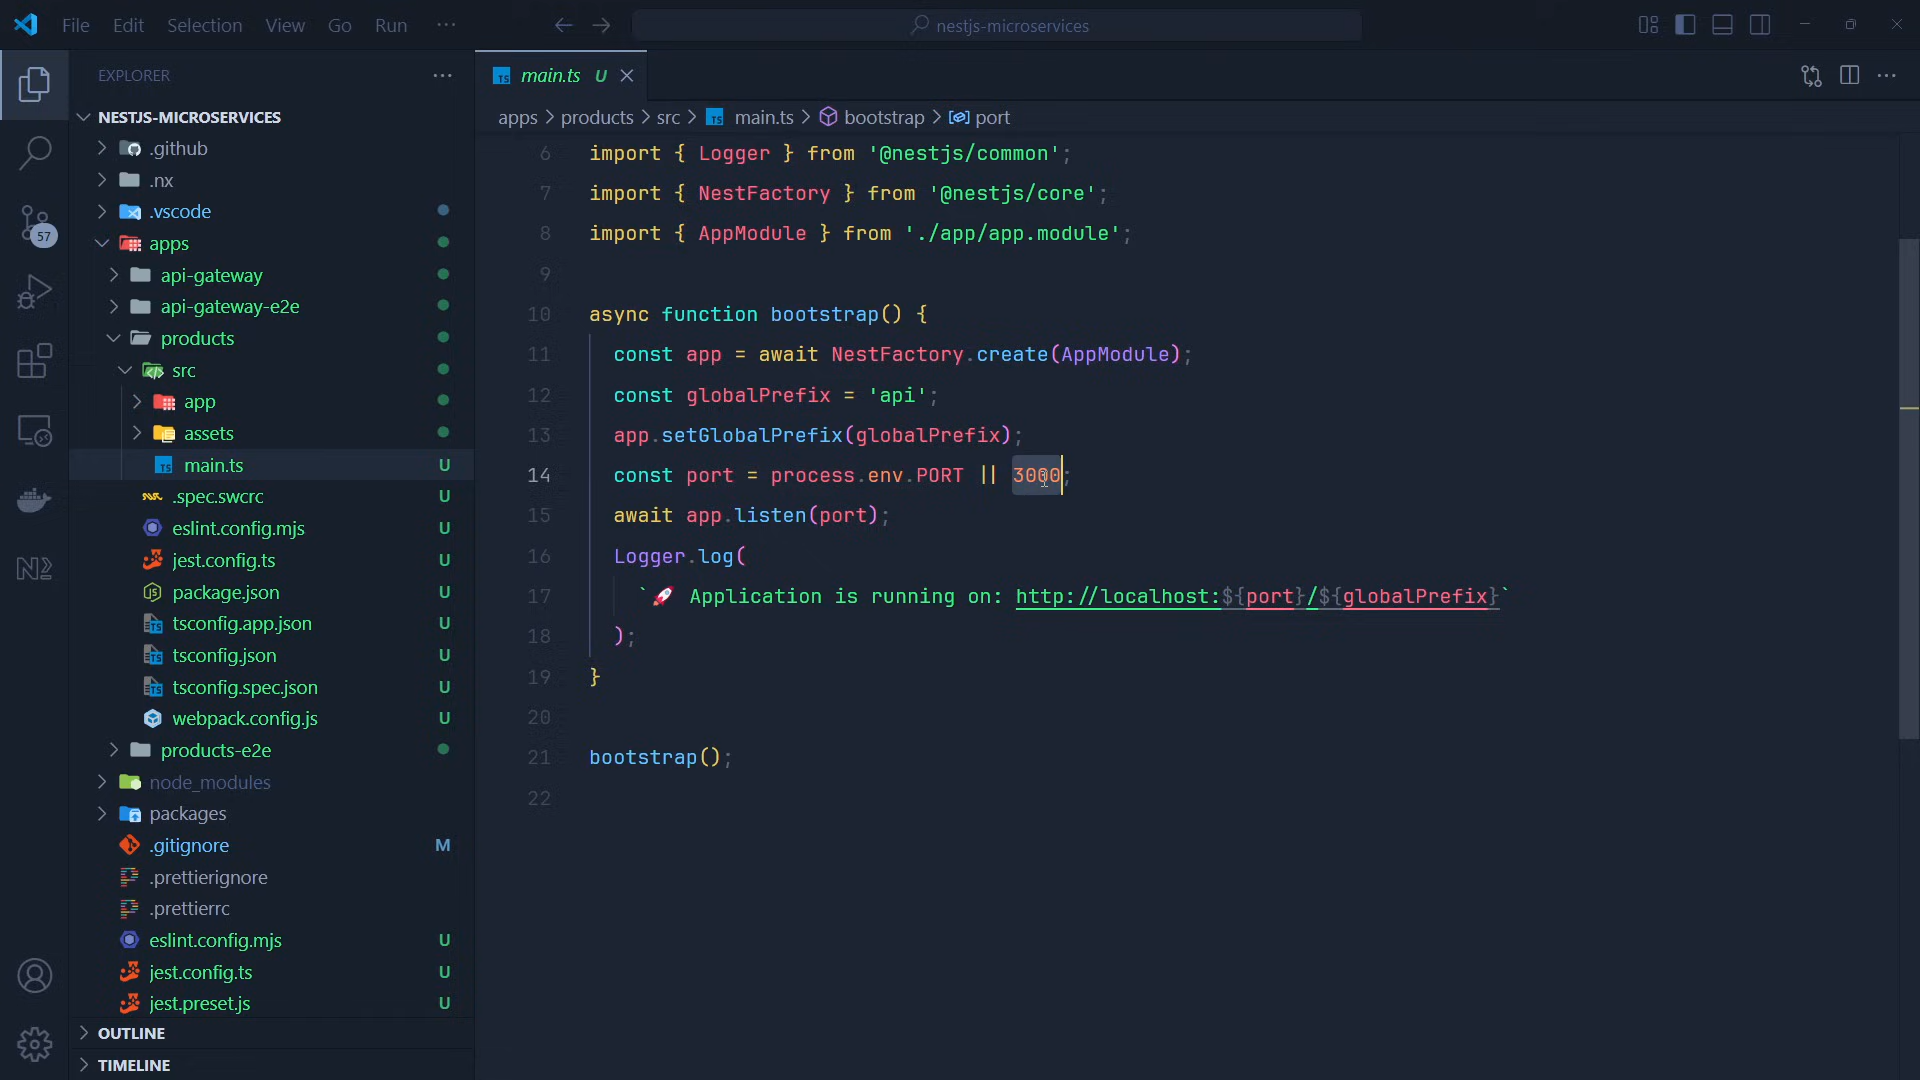 File Edit Selection View Go Run ···
nestjs-microservices
EXPLORER
NESTJS-MICROSERVICES
.github
.nx
.vscode
apps
api-gateway
api-gateway-e2e
products
src
app
assets
main.ts U
.spec.swcrc U
eslint.config.mjs U
jest.config.ts U
package.json U
tsconfig.app.json U
tsconfig.json U
tsconfig.spec.json U
webpack.config.js U
products-e2e
node_modules
packages
.gitignore M
.prettierignore
.prettierrc
eslint.config.mjs U
jest.config.ts U
jest.preset.js U
OUTLINE
TIMELINE
57
main.ts U
apps > products > src > main.ts > bootstrap > port
6 import { Logger } from '@nestjs/common';
7 import { NestFactory } from '@nestjs/core';
8 import { AppModule } from './app/app.module';
9
10 async function bootstrap() {
11 const app = await NestFactory.create(AppModule);
12 const globalPrefix = 'api';
13 app.setGlobalPrefix(globalPrefix);
14 const port = process.env.PORT || 3000;
15 await app.listen(port);
16 Logger.log(
17 `🚀 Application is running on: http://localhost:${port}/${globalPrefix}`
18 );
19 }
20
21 bootstrap();
22